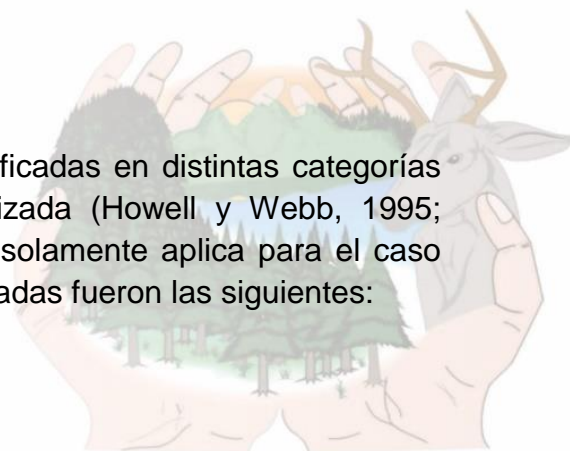 ficadas en distintas categorías
izada (Howell y Webb, 1995;
solamente aplica para el caso
adas fueron las siguientes: